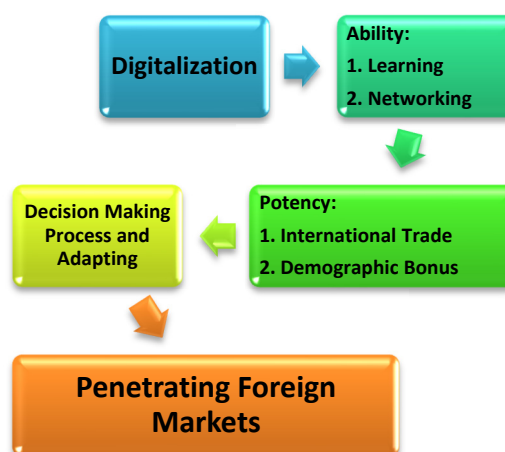 Digitalization
Ability:
1. Learning
2. Networking
Potency:
1. International Trade
2. Demographic Bonus
Decision Making
Process and
Adapting
Penetrating Foreign
Markets